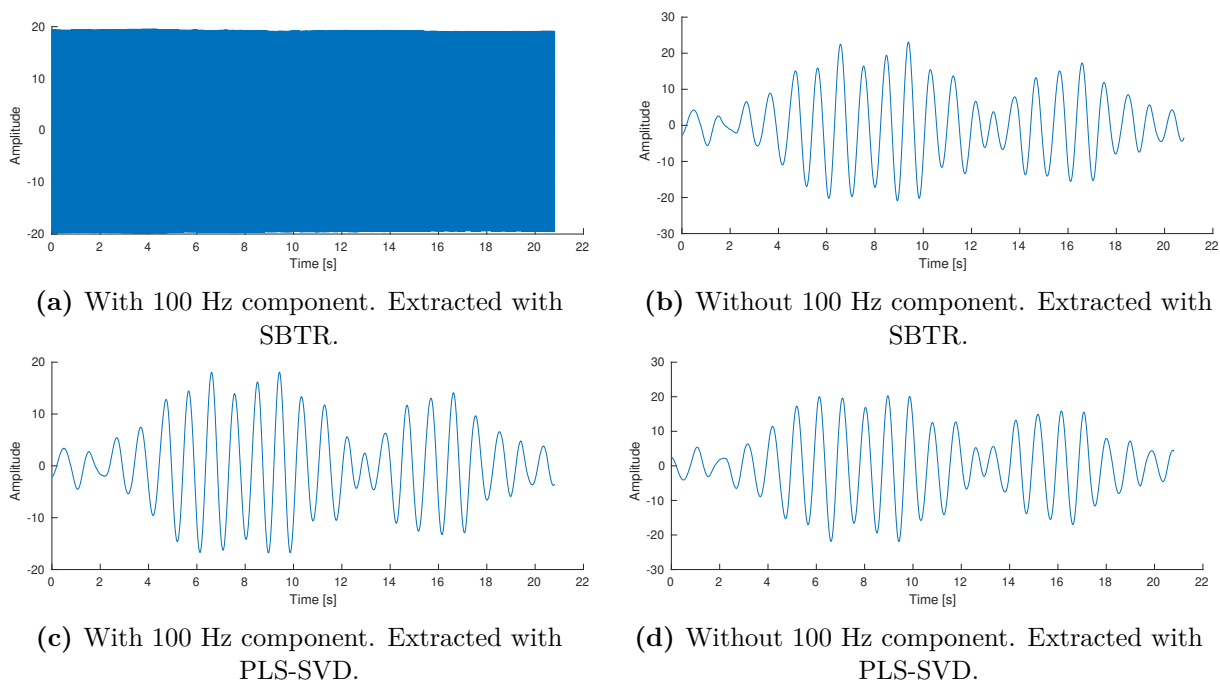 20
10
0
-10
-20
Amplitude
0 2 4 6 8 10 12 14 16 18 20 22
Time [s]
(a) With 100 Hz component. Extracted with
SBTR.
30
20
10
0
-10
-20
-30
Amplitude
0 2 4 6 8 10 12 14 16 18 20 22
Time [s]
(b) Without 100 Hz component. Extracted with
SBTR.
20
10
0
-10
-20
Amplitude
0 2 4 6 8 10 12 14 16 18 20 22
Time [s]
(c) With 100 Hz component. Extracted with
PLS-SVD.
30
20
10
0
-10
-20
-30
Amplitude
0 2 4 6 8 10 12 14 16 18 20 22
Time [s]
(d) Without 100 Hz component. Extracted with
PLS-SVD.